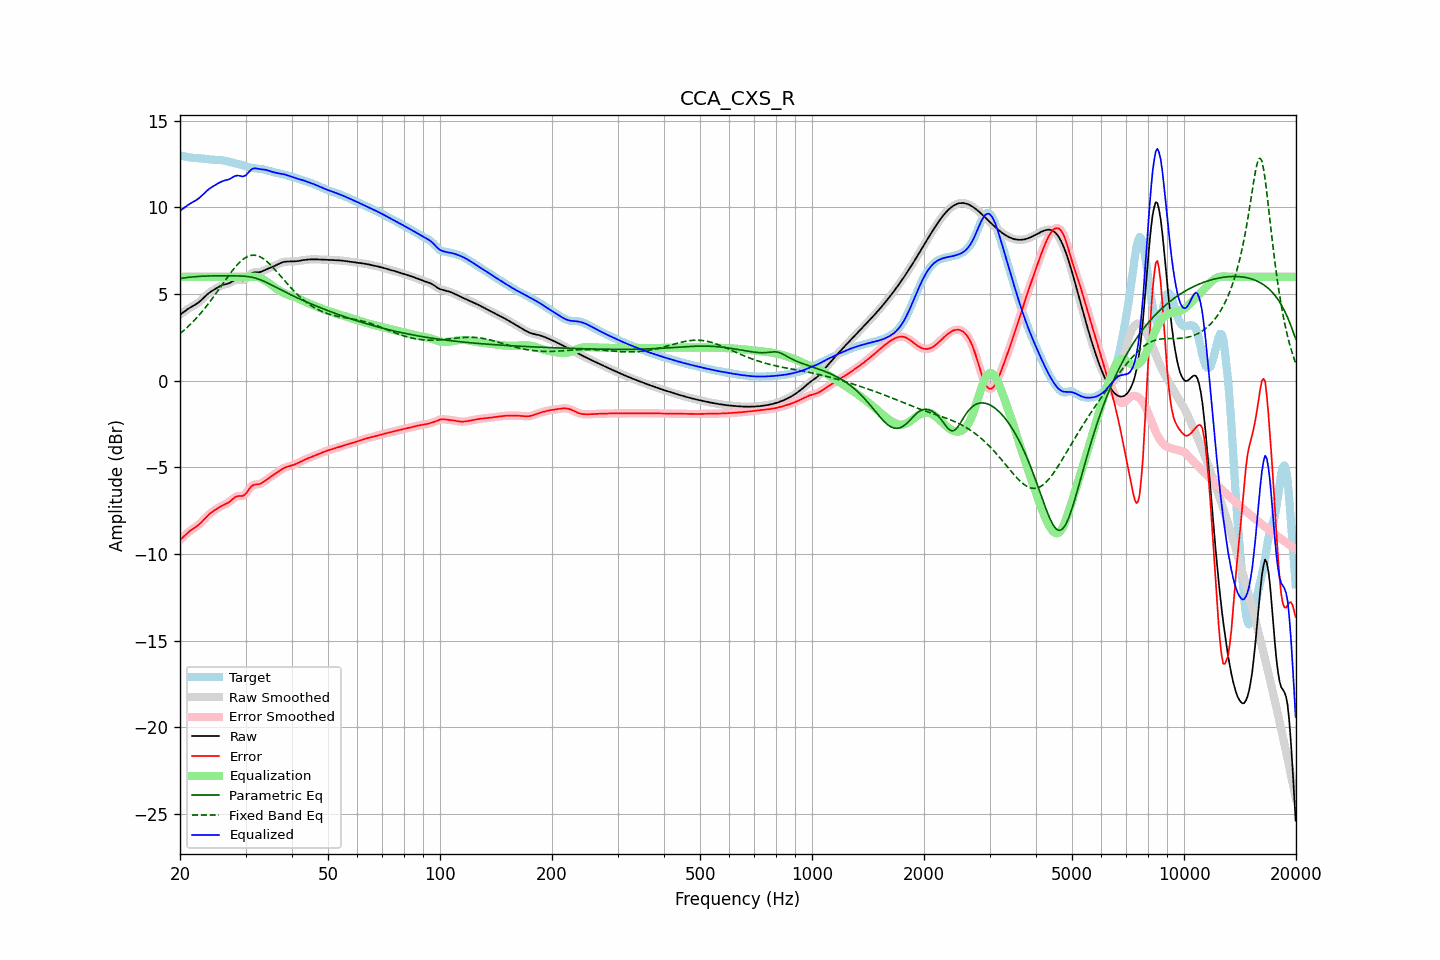 CCA_CXS_R
15
10
5
0
−5
−10
−15
−20
−25
Amplitude (dBr)
Target
Raw Smoothed
Error Smoothed
Raw
Error
Equalization
Parametric Eq
Fixed Band Eq
Equalized
20 50 100 200 500 1000 2000 5000 10000 20000
Frequency (Hz)